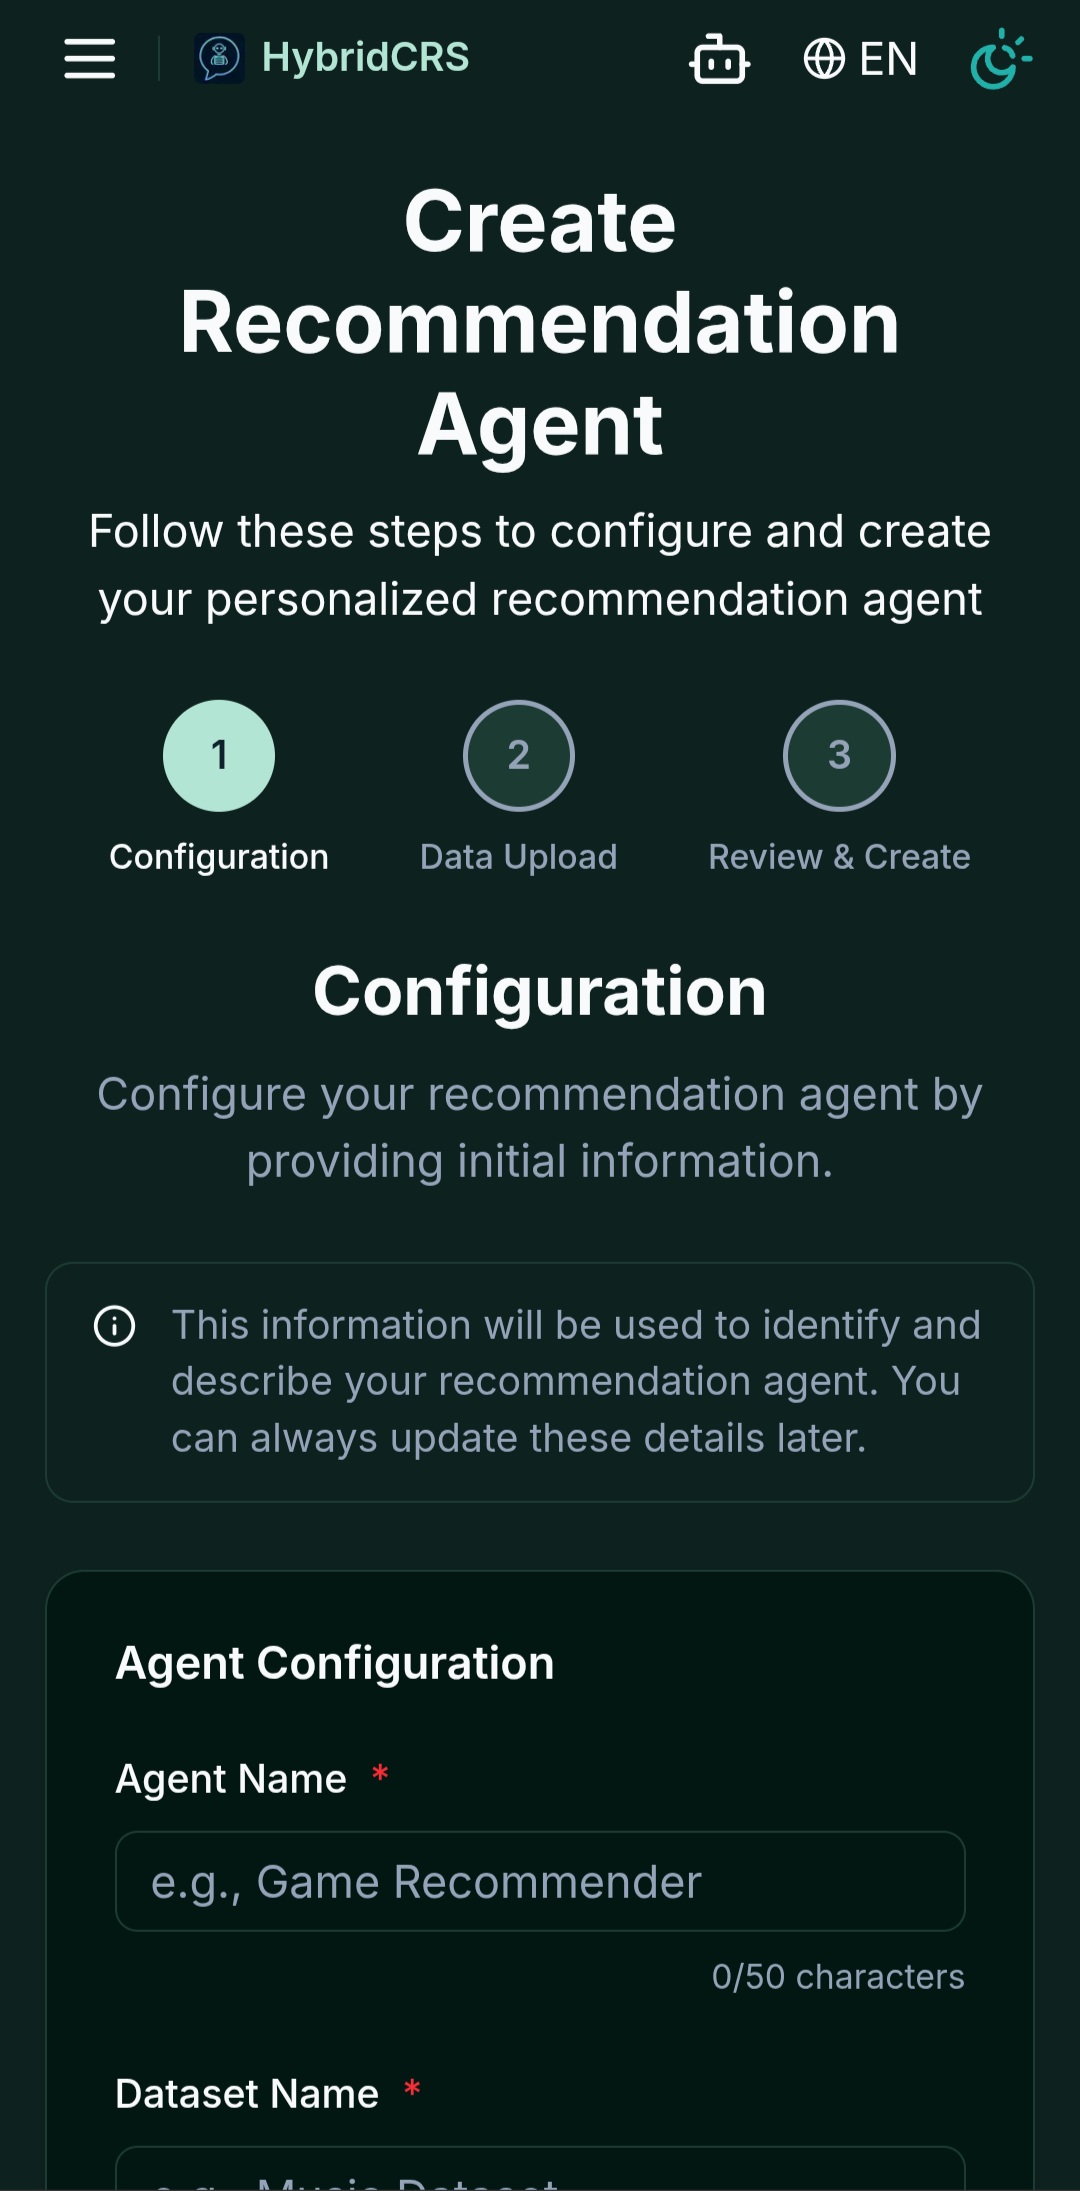 HybridCRS
EN
Create
Recommendation
Agent
Follow these steps to configure and create
your personalized recommendation agent
1
2
3
Configuration
Data Upload
Review & Create
Configuration
Configure your recommendation agent by
providing initial information.
This information will be used to identify and
describe your recommendation agent. You
can always update these details later.
Agent Configuration
Agent Name *
e.g., Game Recommender
0/50 characters
Dataset Name *
e.g., Music Dataset